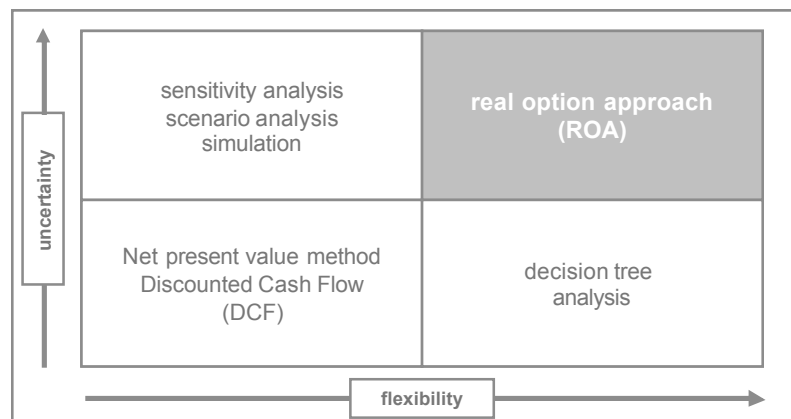 sensitivity analysis
scenario analysis
simulation
real option approach
(ROA)
uncertainty
Net present value method
Discounted Cash Flow
(DCF)
decision tree
analysis
flexibility